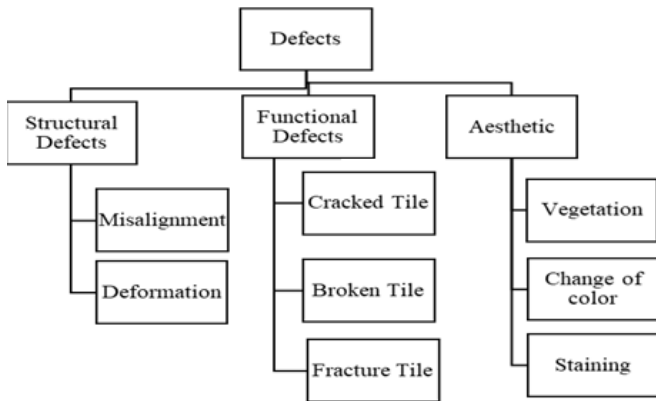 Defects
Structural
Defects
Functional
Defects
Aesthetic
Misalignment
Deformation
Cracked Tile
Broken Tile
Fracture Tile
Vegetation
Change of
color
Staining